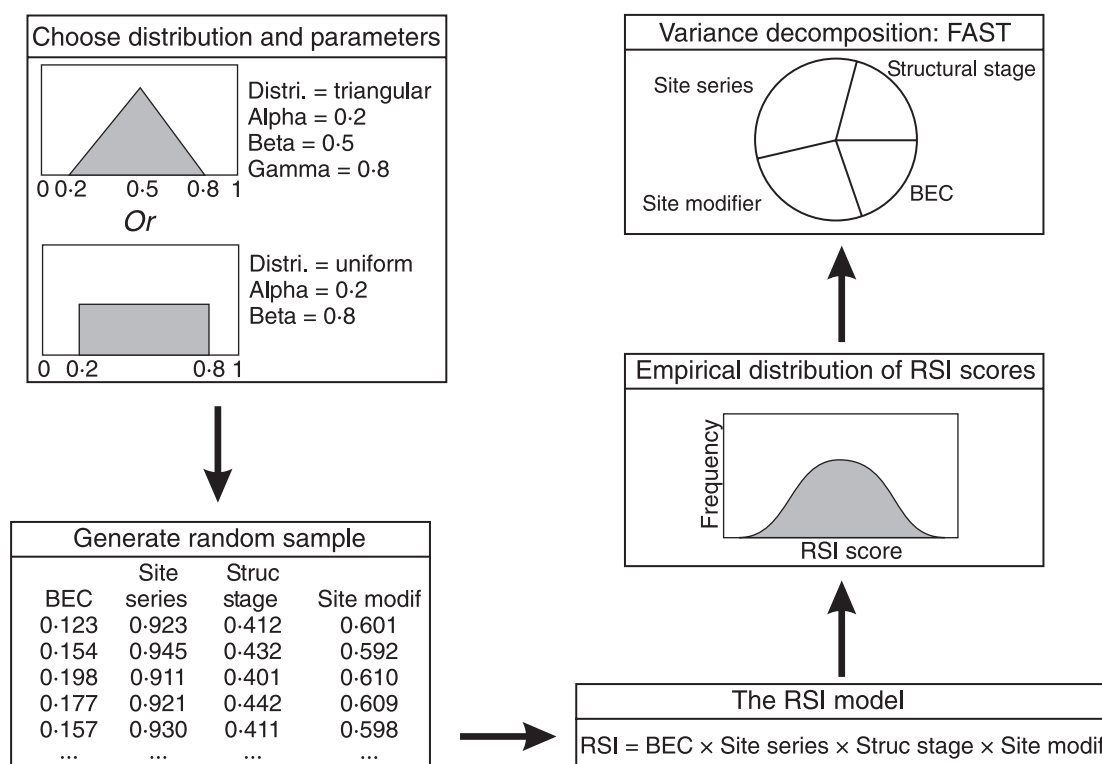 Choose distribution and parameters
Distri. = triangular
Alpha = 0·2
Beta = 0·5
Gamma = 0·8
0 0·2 0·5 0·8 1
Or
Distri. = uniform
Alpha = 0·2
Beta = 0·8
0 0·2 0·8 1
Generate random sample
BEC Site series Struc stage Site modif
0·123 0·923 0·412 0·601
0·154 0·945 0·432 0·592
0·198 0·911 0·401 0·610
0·177 0·921 0·442 0·609
0·157 0·930 0·411 0·598
... ... ... ...
The RSI model
RSI = BEC × Site series × Struc stage × Site modif
Empirical distribution of RSI scores
Frequency
RSI score
Variance decomposition: FAST
Structural stage
Site series
Site modifier
BEC